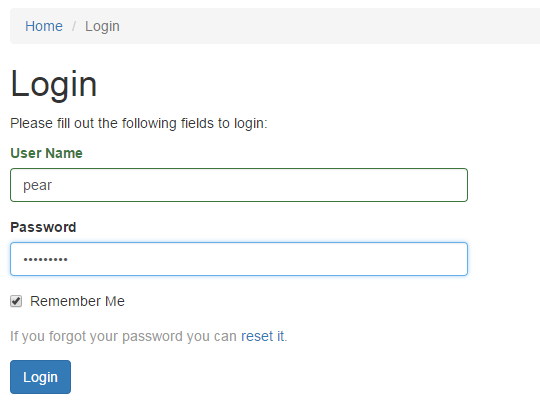 Home / Login
Login
Please fill out the following fields to login:
User Name
pear
Password
•••••••••
Remember Me
If you forgot your password you can reset it.
Login